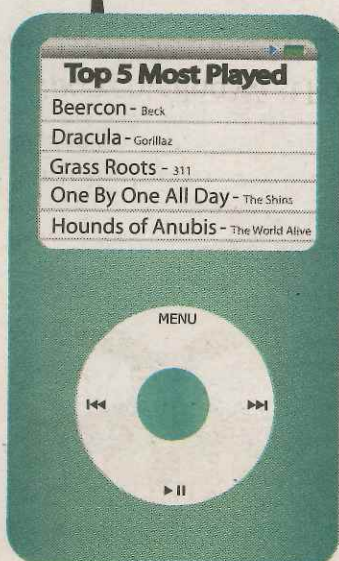 Top 5 Most Played
Beercon - Beck
Dracula - Gorillaz
Grass Roots - 311
One By One All Day - The Shins
Hounds of Anubis - The World Alive
MENU